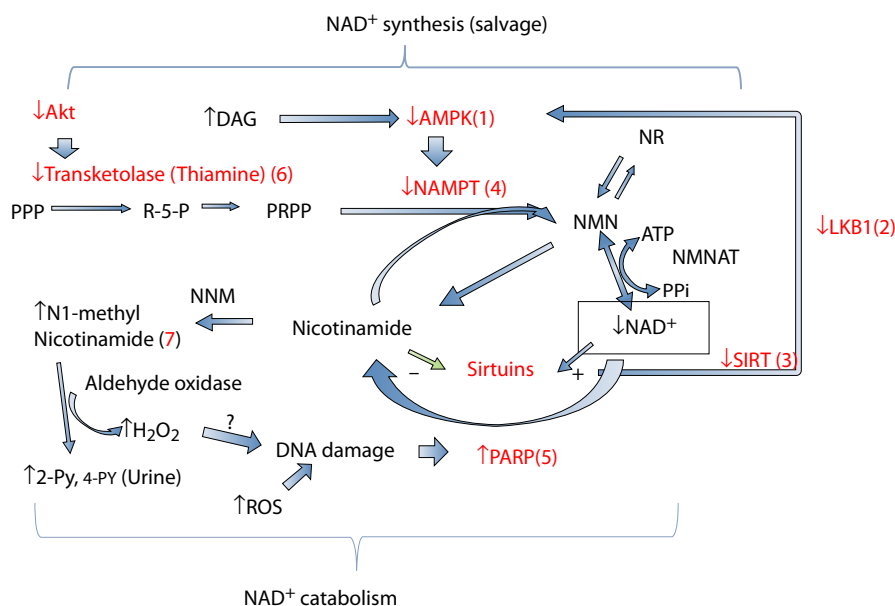 NAD⁺ synthesis (salvage)
↓Akt
↑DAG
↓AMPK(1)
NR
↓Transketolase (Thiamine) (6)
↓NAMPT (4)
PPP
R-5-P
PRPP
NMN
ATP
NMNAT
PPi
↓LKB1(2)
NNM
↑N1-methyl
Nicotinamide (7)
Nicotinamide
↓NAD⁺
−
Sirtuins
+
↓SIRT (3)
Aldehyde oxidase
↑H₂O₂
?
DNA damage
↑PARP(5)
↑2-Py, 4-PY (Urine)
↑ROS
NAD⁺ catabolism